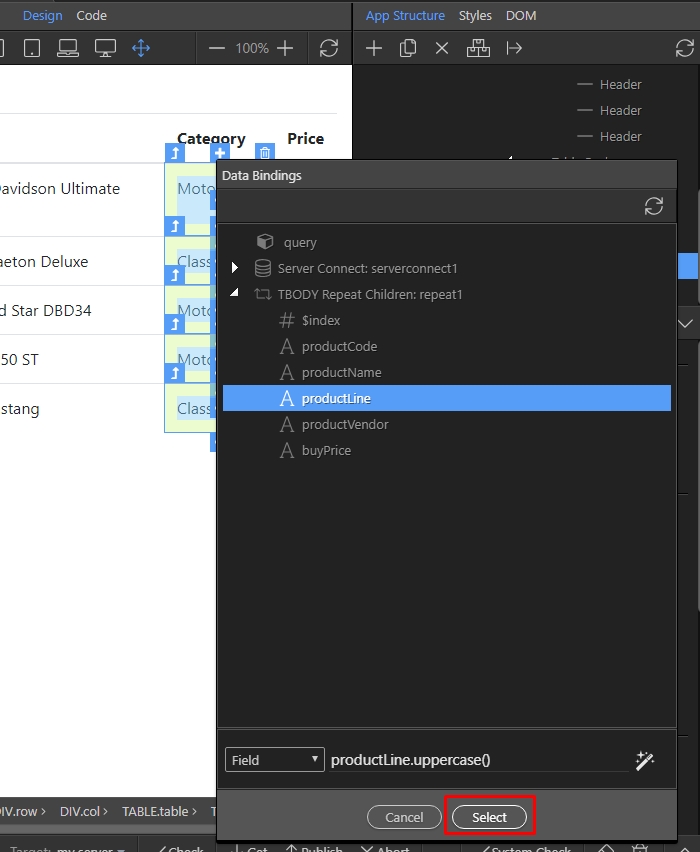 Design Code
App Structure Styles DOM
100%
Header
Header
Header
Category Price
Data Bindings
avidson Ultimate
Moto
query
aeton Deluxe
Class
Server Connect: serverconnect1
TBODY Repeat Children: repeat1
d Star DBD34
Moto
$index
productCode
50 ST
Moto
productName
productLine
stang
Class
productVendor
buyPrice
Field
productLine.uppercase()
Cancel
Select
IV.row > DIV.col > TABLE.table > T
Target: my server Check Get Publish Abort System Check